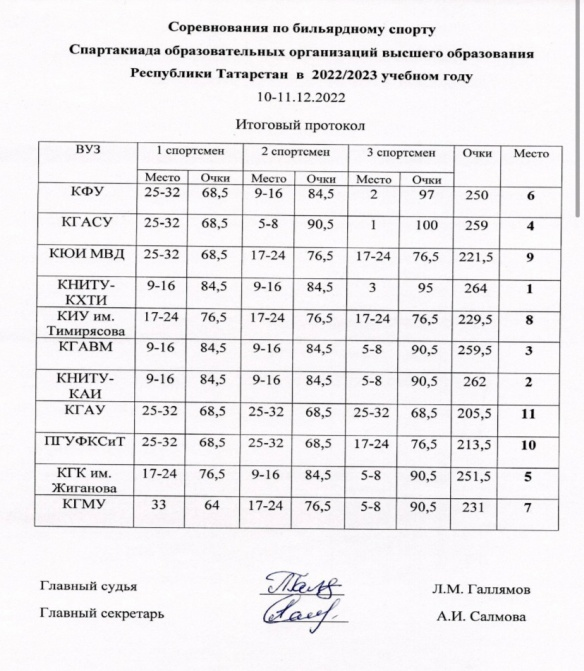 Соревнования по бильярдному спорту
Спартакиада образовательных организаций высшего образования
Республики Татарстан в 2022/2023 учебном году
10-11.12.2022
Итоговый протокол
ВУЗ 1 спортсмен 2 спортсмен 3 спортсмен Очки Место
Место Очки Место Очки Место Очки
КФУ 25-32 68,5 9-16 84,5 2 97 250 6
КГАСУ 25-32 68,5 5-8 90,5 1 100 259 4
КЮИ МВД 25-32 68,5 17-24 76,5 17-24 76,5 221,5 9
КНИТУ- 9-16 84,5 9-16 84,5 3 95 264 1
КХТИ
КИУ им. 17-24 76,5 17-24 76,5 17-24 76,5 229,5 8
Тимирясова
КГАВМ 9-16 84,5 9-16 84,5 5-8 90,5 259,5 3
КНИТУ- 9-16 84,5 9-16 84,5 5-8 90,5 262 2
КАИ
КГАУ 25-32 68,5 25-32 68,5 25-32 68,5 205,5 11
ПГУФКСиТ 25-32 68,5 25-32 68,5 17-24 76,5 213,5 10
КГК им. 17-24 76,5 9-16 84,5 5-8 90,5 251,5 5
Жиганова
КГМУ 33 64 17-24 76,5 5-8 90,5 231 7
Главный судья Л.М. Галлямов
Главный секретарь А.И. Салмова